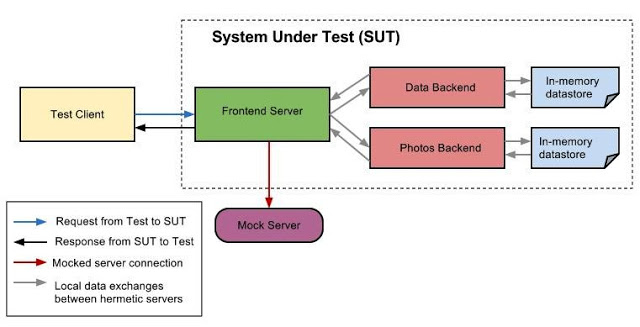 System Under Test (SUT)
Test Client
Frontend Server
Data Backend
In-memory
datastore
Photos Backend
In-memory
datastore
Mock Server
Request from Test to SUT
Response from SUT to Test
Mocked server connection
Local data exchanges
between hermetic servers